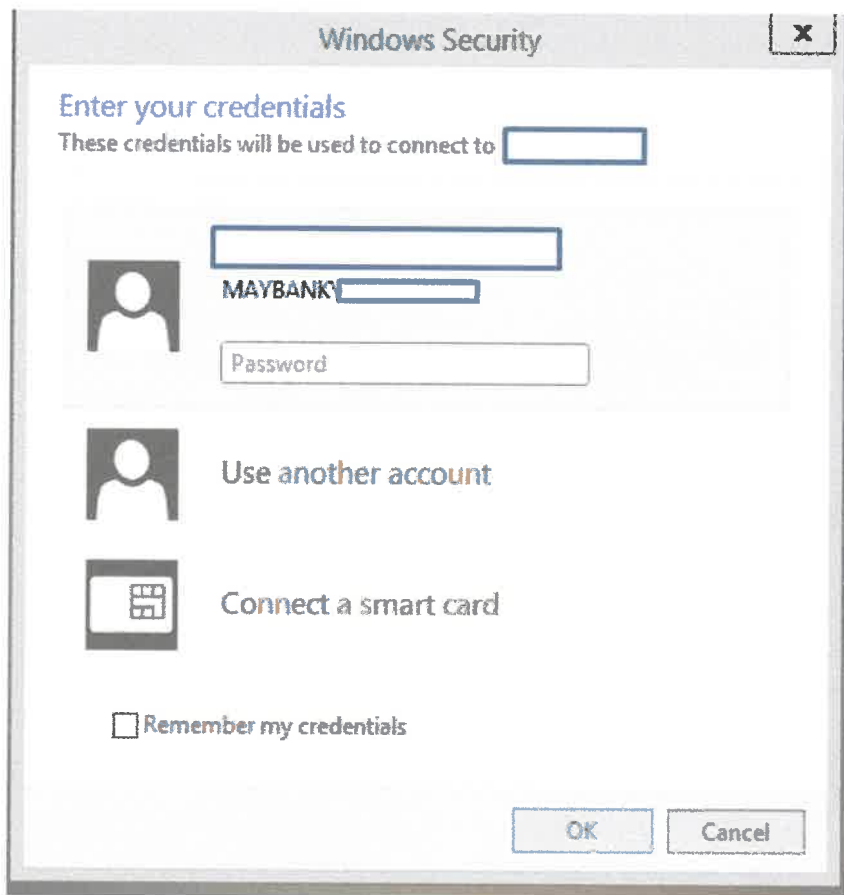 Windows Security
x
Enter your credentials
These credentials will be used to connect to
MAYBANK\
Password
Use another account
Connect a smart card
Remember my credentials
OK
Cancel